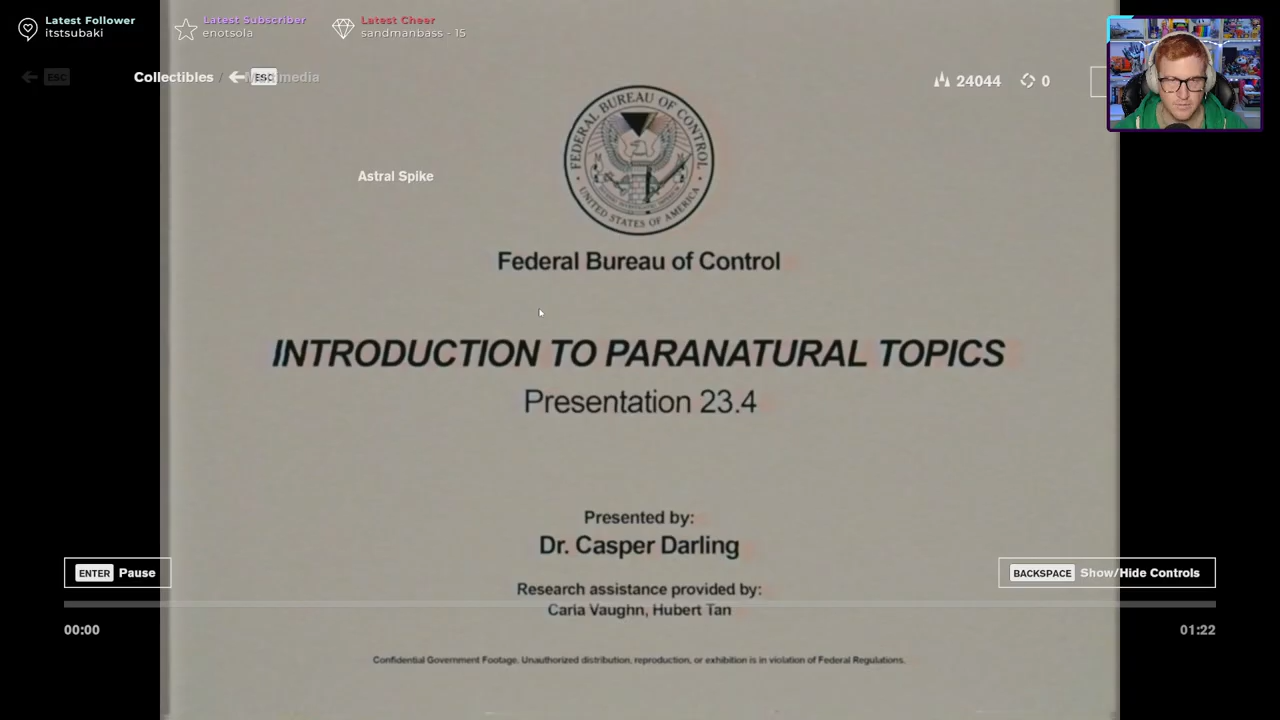 Latest Follower
itstsubaki
Latest Subscriber
enotsola
Latest Cheer
sandmanbass - 15
ESC
Collectibles /
ESC
24044
0
FEDERAL BUREAU OF CONTROL
UNITED STATES OF AMERICA
Astral Spike
Federal Bureau of Control
INTRODUCTION TO PARANATURAL TOPICS
Presentation 23.4
Presented by:
Dr. Casper Darling
ENTER Pause
BACKSPACE Show/Hide Controls
Research assistance provided by:
Carla Vaughn, Hubert Tan
00:00
01:22
Confidential Government Footage. Unauthorized distribution, reproduction, or exhibition is in violation of Federal Regulations.